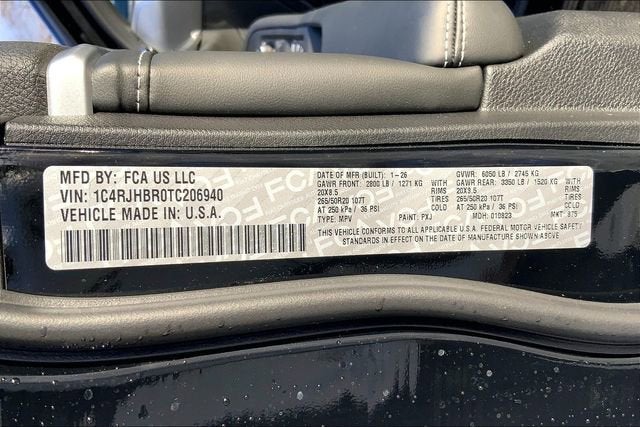 MFD BY: FCA US LLC
VIN: 1C4RJHBR0TC206940
VEHICLE MADE IN: U.S.A.
DATE OF MFR (BUILT): 1-26 GVWR: 6050 LB / 2745 KG
GAWR FRONT: 2800 LB / 1271 KG GAWR REAR: 3350 LB / 1520 KG
20X8.5 RIMS 20X8.5 RIMS
265/50R20 107T TIRES 265/50R20 107T TIRES
AT 250 kPa / 36 PSI COLD AT 250 kPa / 36 PSI COLD
TYPE: MPV PAINT: PXJ MDH: 010823 MKT: 875
THIS VEHICLE CONFORMS TO ALL APPLICABLE U.S.A. FEDERAL MOTOR VEHICLE SAFETY
STANDARDS IN EFFECT ON THE DATE OF MANUFACTURE SHOWN ABOVE